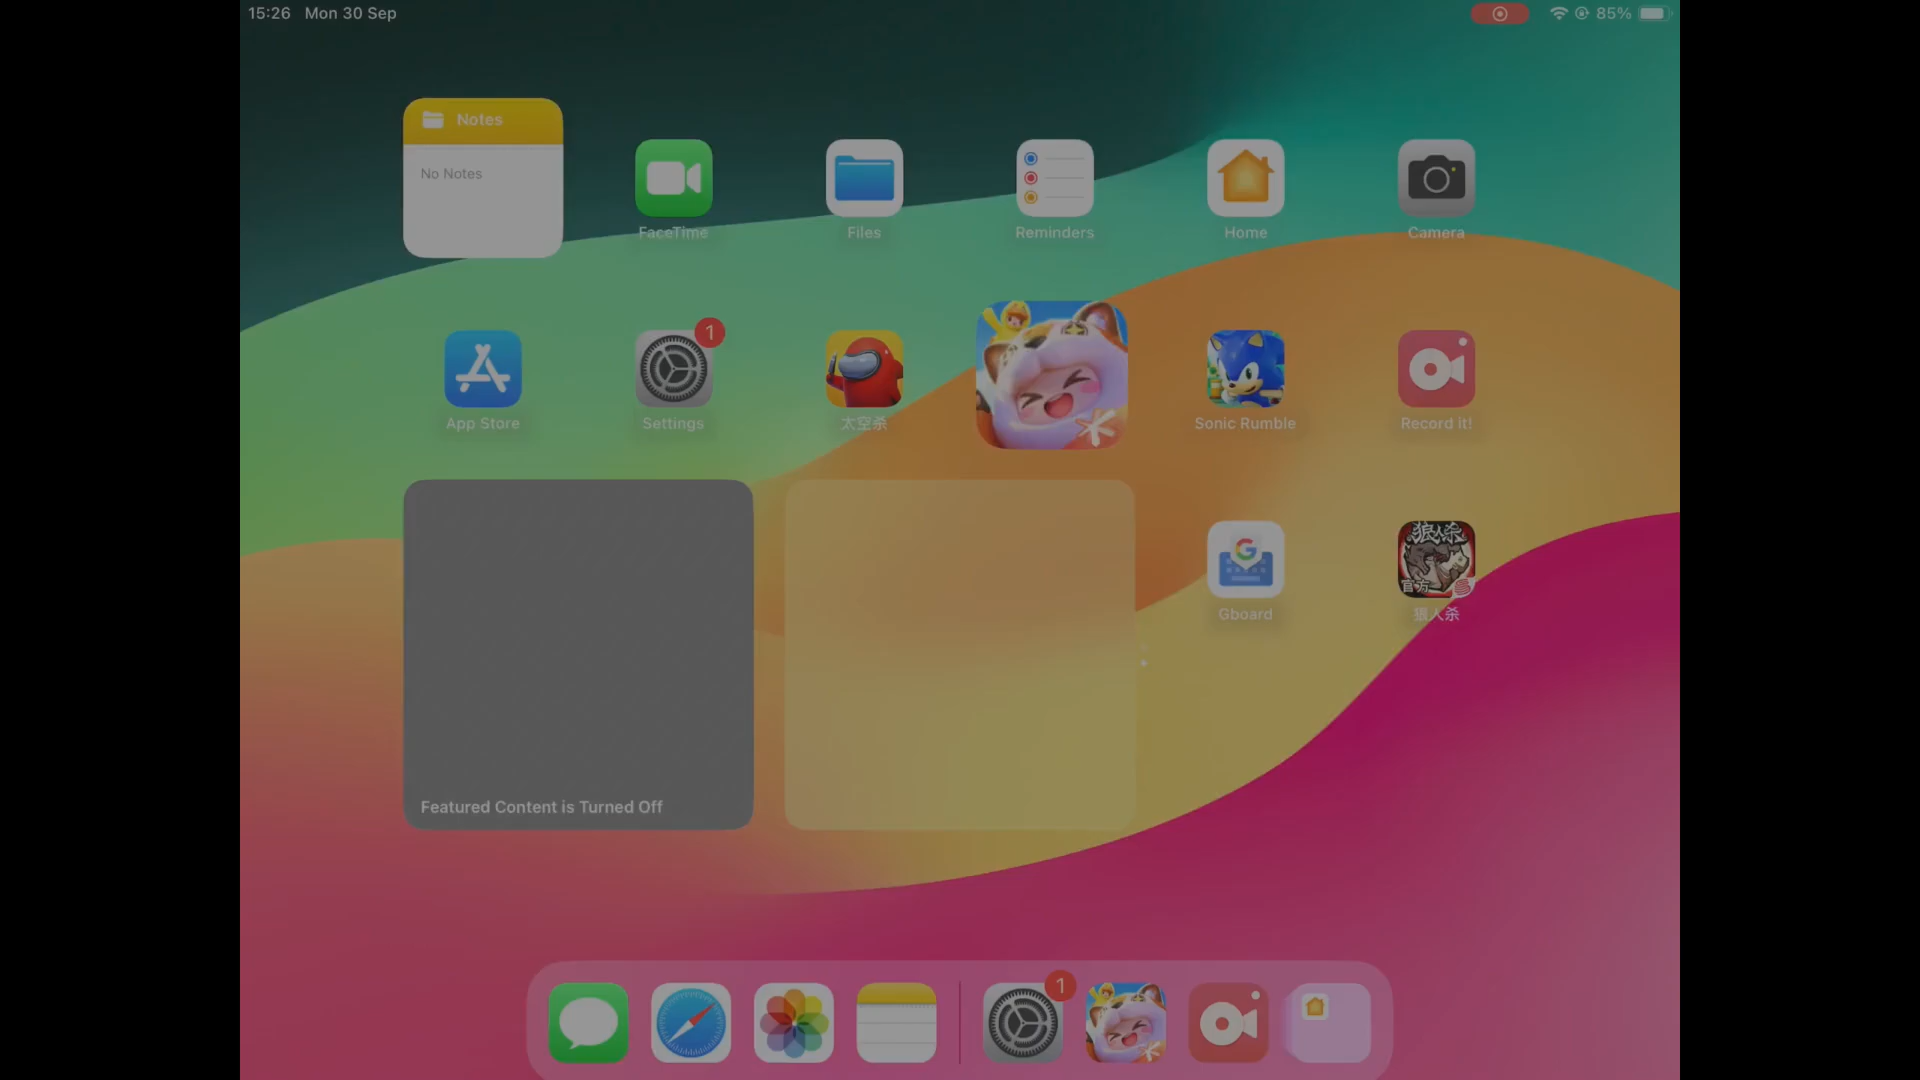 15:26 Mon 30 Sep
85%
Notes
No Notes
FaceTime
Files
Reminders
Home
Camera
1
App Store
Settings
太空杀
Sonic Rumble
Record it!
狼人杀
官方
Gboard
狼人杀
Featured Content is Turned Off
1